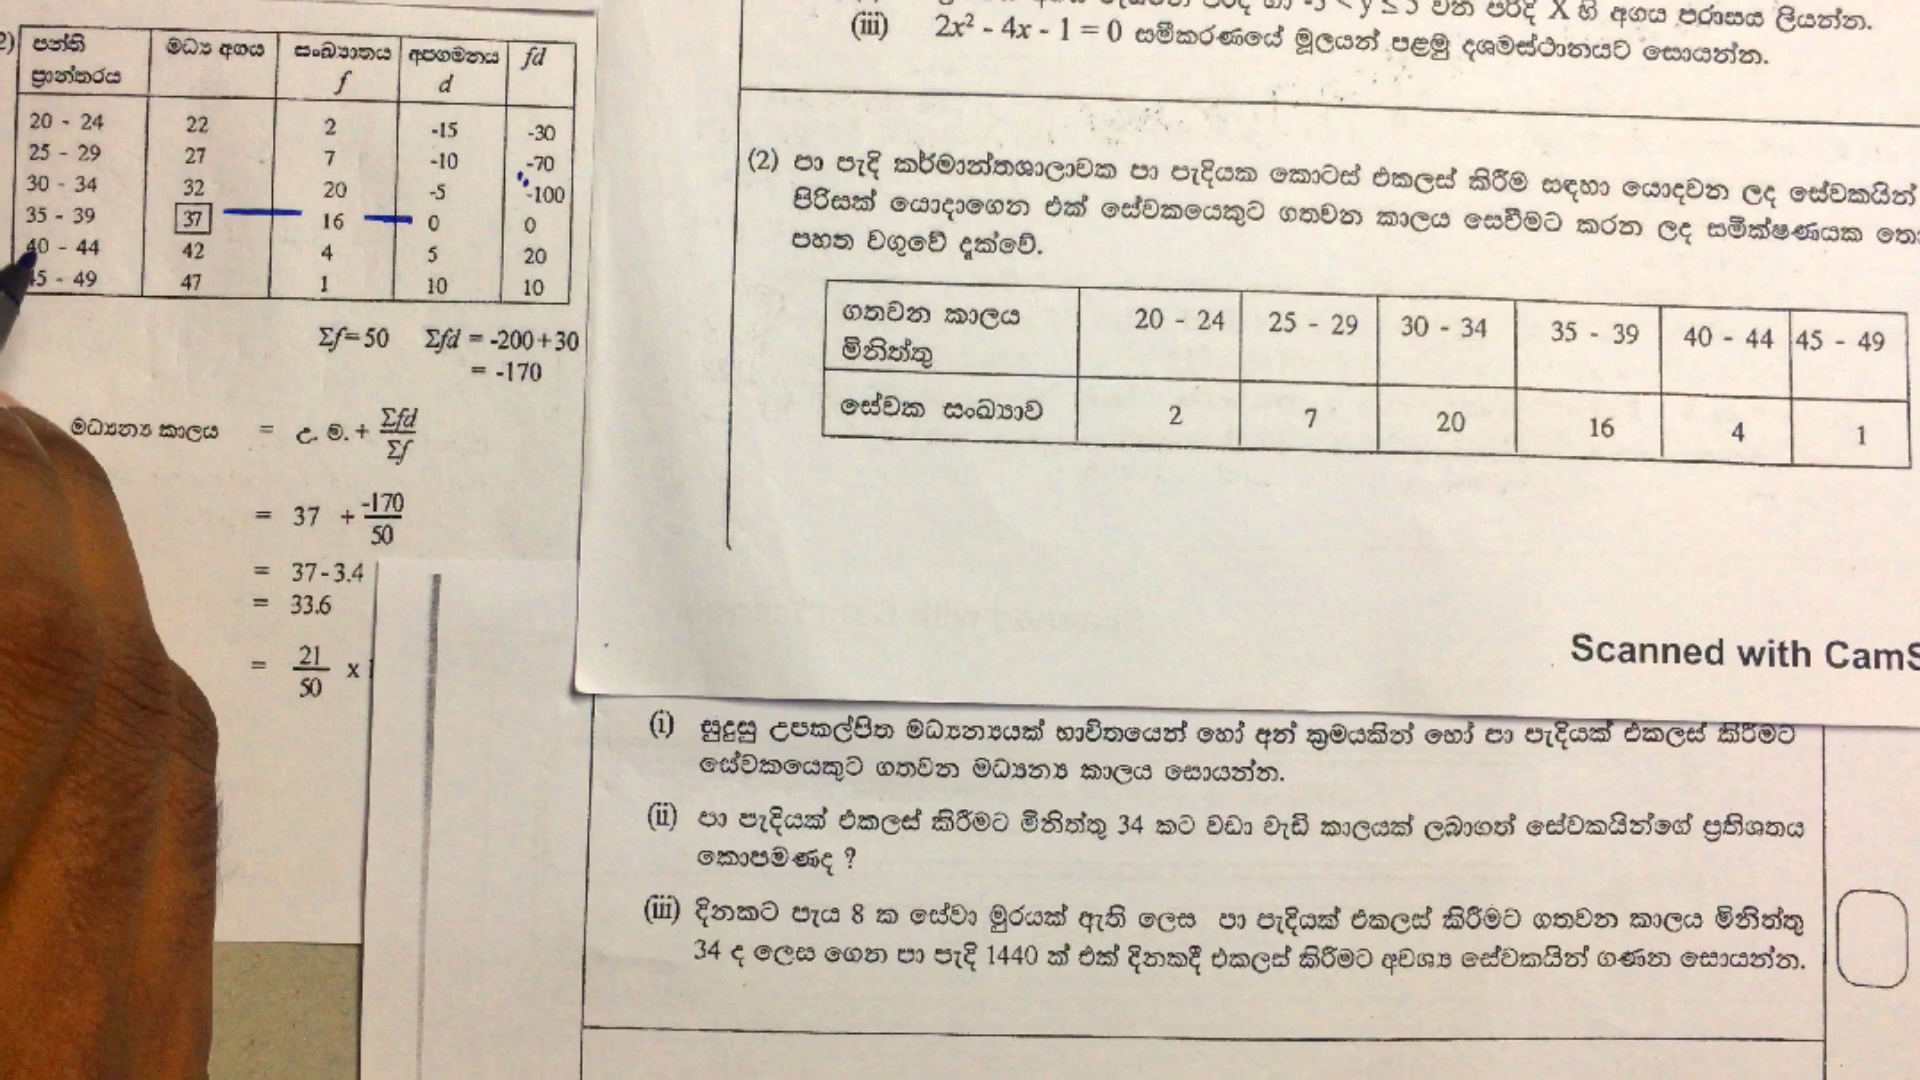 2)
පන්ති ප්‍රාන්තරය | මධ්‍ය අගය | සංඛ්‍යාතය f | අපගමනය d | fd
20 - 24 | 22 | 2 | -15 | -30
25 - 29 | 27 | 7 | -10 | -70
30 - 34 | 32 | 20 | -5 | -100
35 - 39 | 37 | 16 | 0 | 0
40 - 44 | 42 | 4 | 5 | 20
45 - 49 | 47 | 1 | 10 | 10
Σf=50 Σfd = -200+30
= -170
මධ්‍යන්‍ය කාලය = උ. ම. + Σfd/Σf
= 37 + -170/50
= 37-3.4
= 33.6
= 21/50 x
වන පරිදි X හි අගය පරාසය ලියන්න.
(iii) 2x² - 4x - 1 = 0 සමීකරණයේ මූලයන් පළමු දශමස්ථානයට සොයන්න.
(2) පා පැදි කර්මාන්තශාලාවක පා පැදියක කොටස් එකලස් කිරීම සඳහා යොදවන ලද සේවකයින්
පිරිසක් යොදාගෙන එක් සේවකයෙකුට ගතවන කාලය සෙවීමට කරන ලද සමීක්ෂණයක
පහත වගුවේ දැක්වේ.
ගතවන කාලය මිනිත්තු | 20 - 24 | 25 - 29 | 30 - 34 | 35 - 39 | 40 - 44 | 45 - 49
සේවක සංඛ්‍යාව | 2 | 7 | 20 | 16 | 4 | 1
Scanned with CamS
(i) සුදුසු උපකල්පිත මධ්‍යන්‍යයක් භාවිතයෙන් හෝ අන් ක්‍රමයකින් හෝ පා පැදියක් එකලස් කිරීමට
සේවකයෙකුට ගතවන මධ්‍යන්‍ය කාලය සොයන්න.
(ii) පා පැදියක් එකලස් කිරීමට මිනිත්තු 34 කට වඩා වැඩි කාලයක් ලබාගත් සේවකයින්ගේ ප්‍රතිශතය
කොපමණද ?
(iii) දිනකට පැය 8 ක සේවා මුරයක් ඇති ලෙස පා පැදියක් එකලස් කිරීමට ගතවන කාලය මිනිත්තු
34 ද ලෙස ගෙන පා පැදි 1440 ක් එක් දිනකදී එකලස් කිරීමට අවශ්‍ය සේවකයින් ගණන සොයන්න.